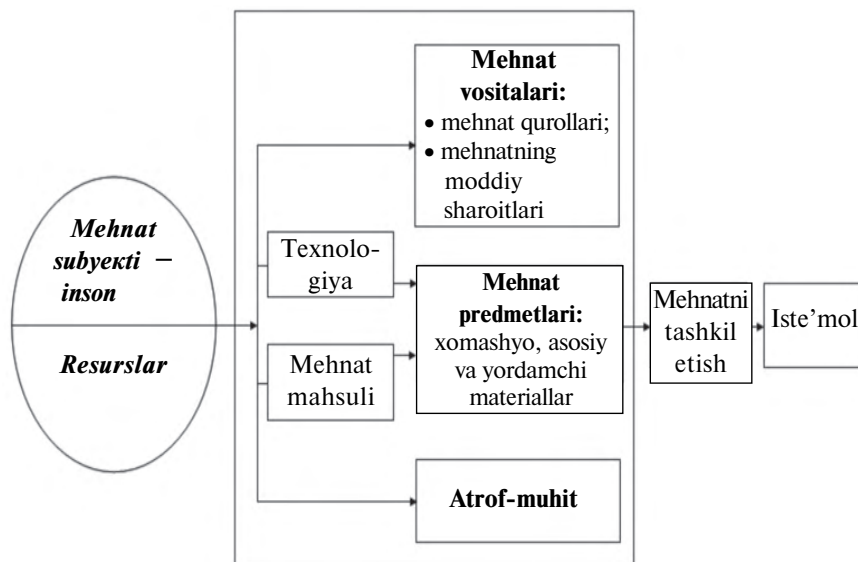 Mehnat
subyekti –
inson
Resurslar
Mehnat
vositalari:
• mehnat qurollari;
• mehnatning
moddiy
sharoitlari
Texnolo-
giya
Mehnat
mahsuli
Mehnat
predmetlari:
xomashyo, asosiy
va yordamchi
materiallar
Atrof-muhit
Mehnatni
tashkil
etish
Iste’mol